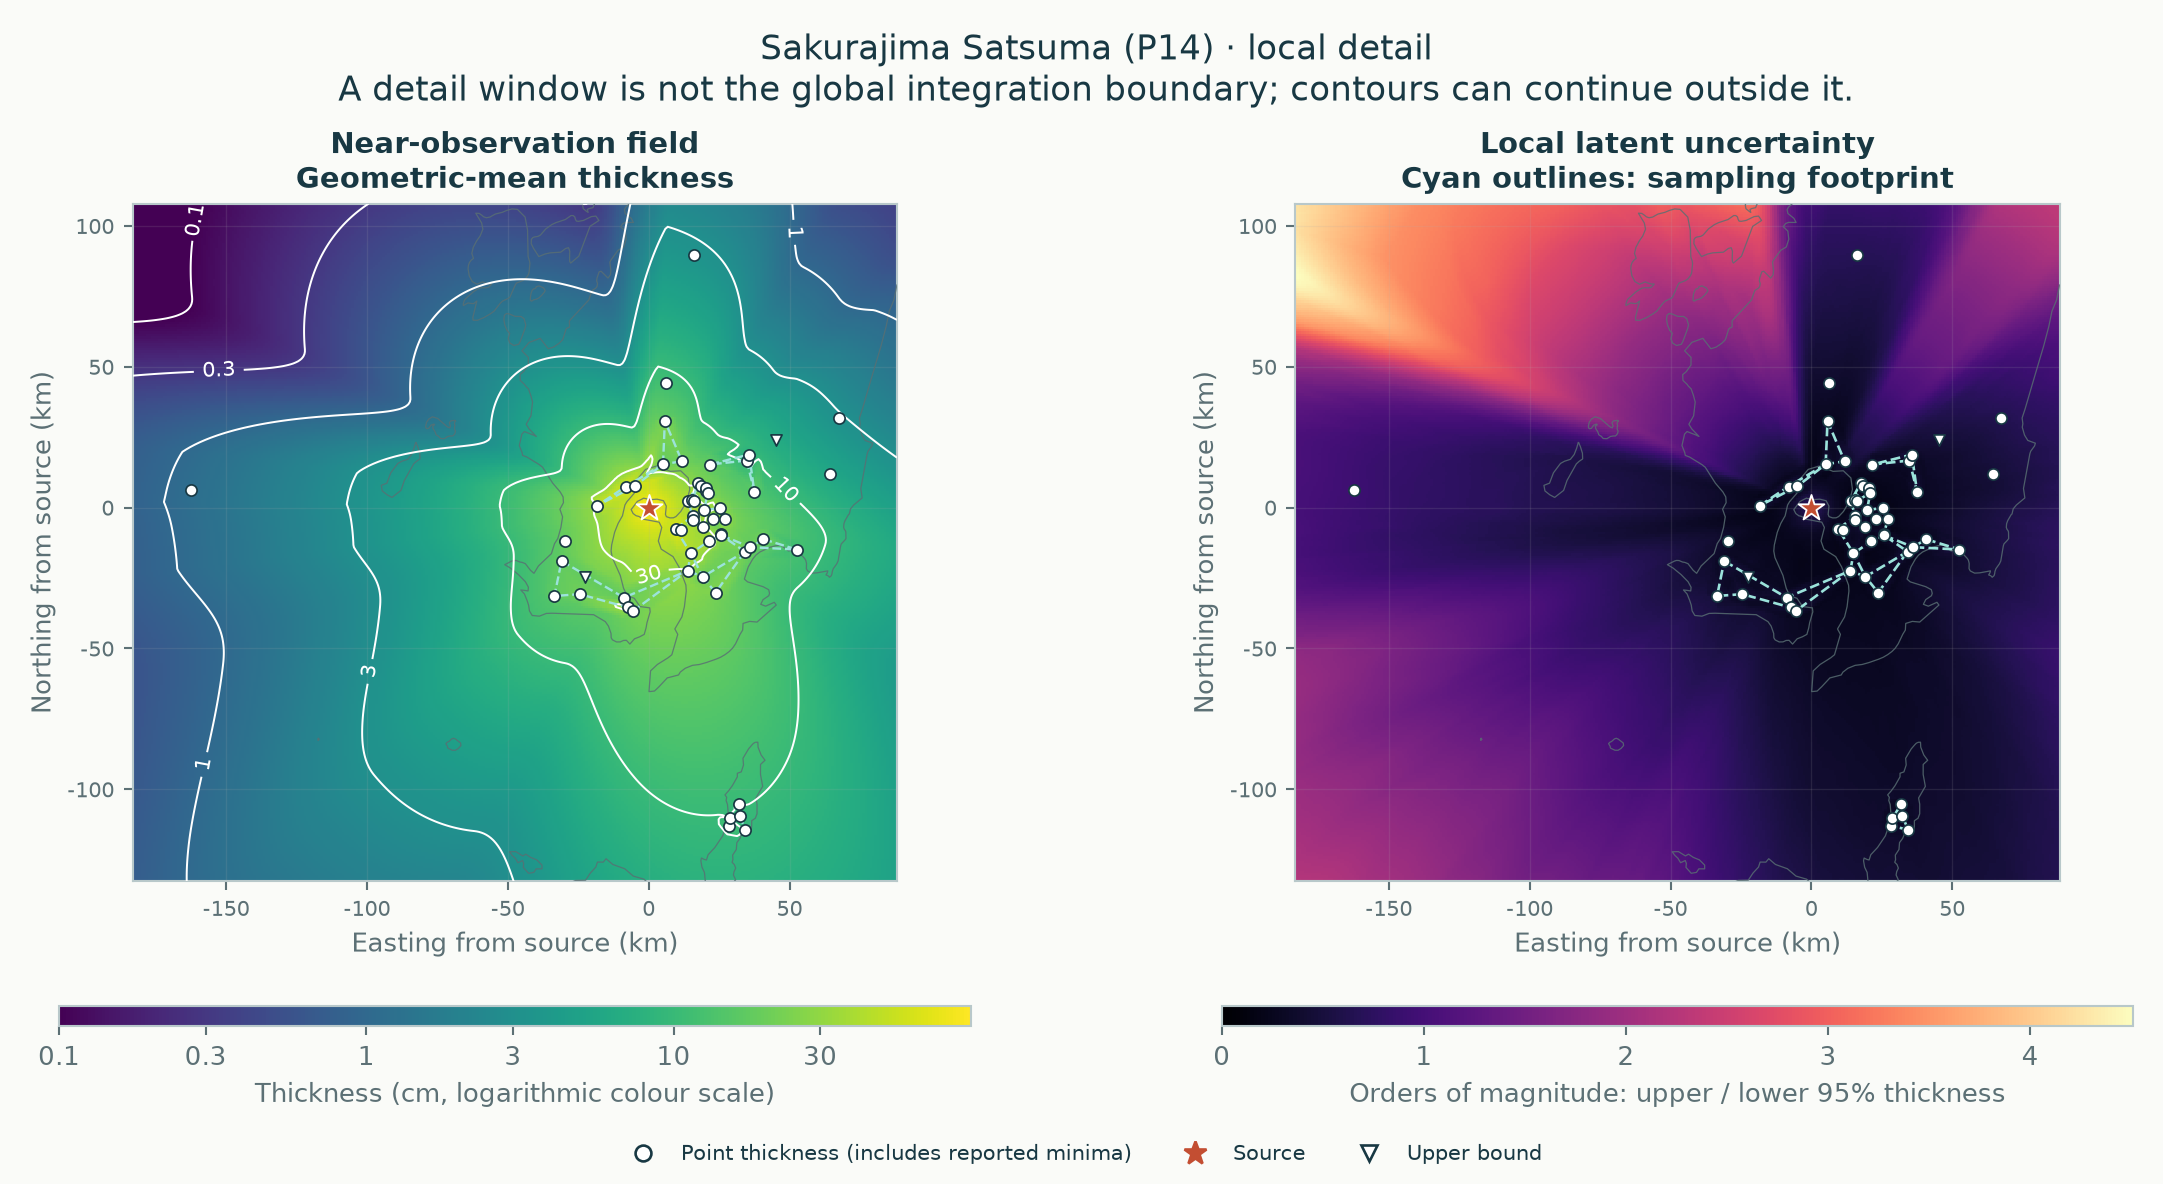 Sakurajima Satsuma (P14) · local detail
A detail window is not the global integration boundary; contours can continue outside it.
Near-observation field
Geometric-mean thickness
100
50
0
-50
-100
Northing from source (km)
0.1
0.3
1
3
1
10
30
-150
-100
-50
0
50
Easting from source (km)
0.1
0.3
1
3
10
30
Thickness (cm, logarithmic colour scale)
Local latent uncertainty
Cyan outlines: sampling footprint
100
50
0
-50
-100
Northing from source (km)
-150
-100
-50
0
50
Easting from source (km)
0
1
2
3
4
Orders of magnitude: upper / lower 95% thickness
Point thickness (includes reported minima)
Source
Upper bound